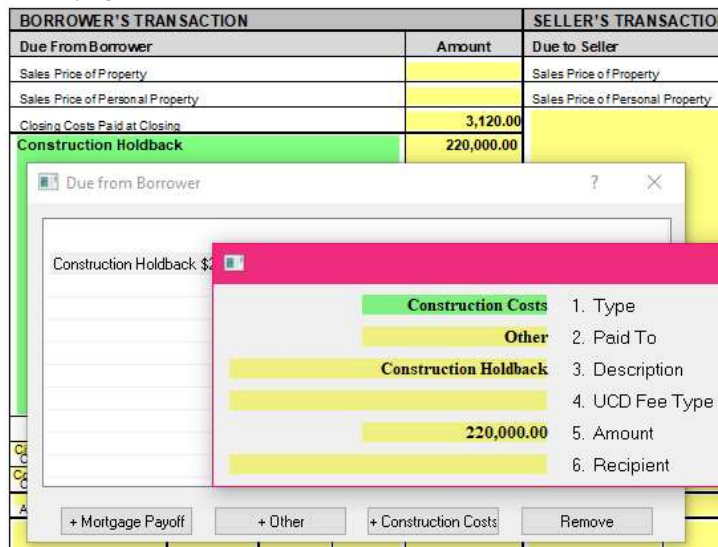 BORROWER'S TRANSACTION SELLER'S TRANSACTIO
Due From Borrower Amount Due to Seller
Sales Price of Property Sales Price of Property
Sales Price of Personal Property Sales Price of Personal Property
Closing Costs Paid at Closing 3,120.00
Construction Holdback 220,000.00
Due from Borrower ? ×
Construction Holdback $2
Construction Costs 1. Type
Other 2. Paid To
Construction Holdback 3. Description
4. UCD Fee Type
220,000.00 5. Amount
6. Recipient
A
+ Mortgage Payoff + Other + Construction Costs Remove